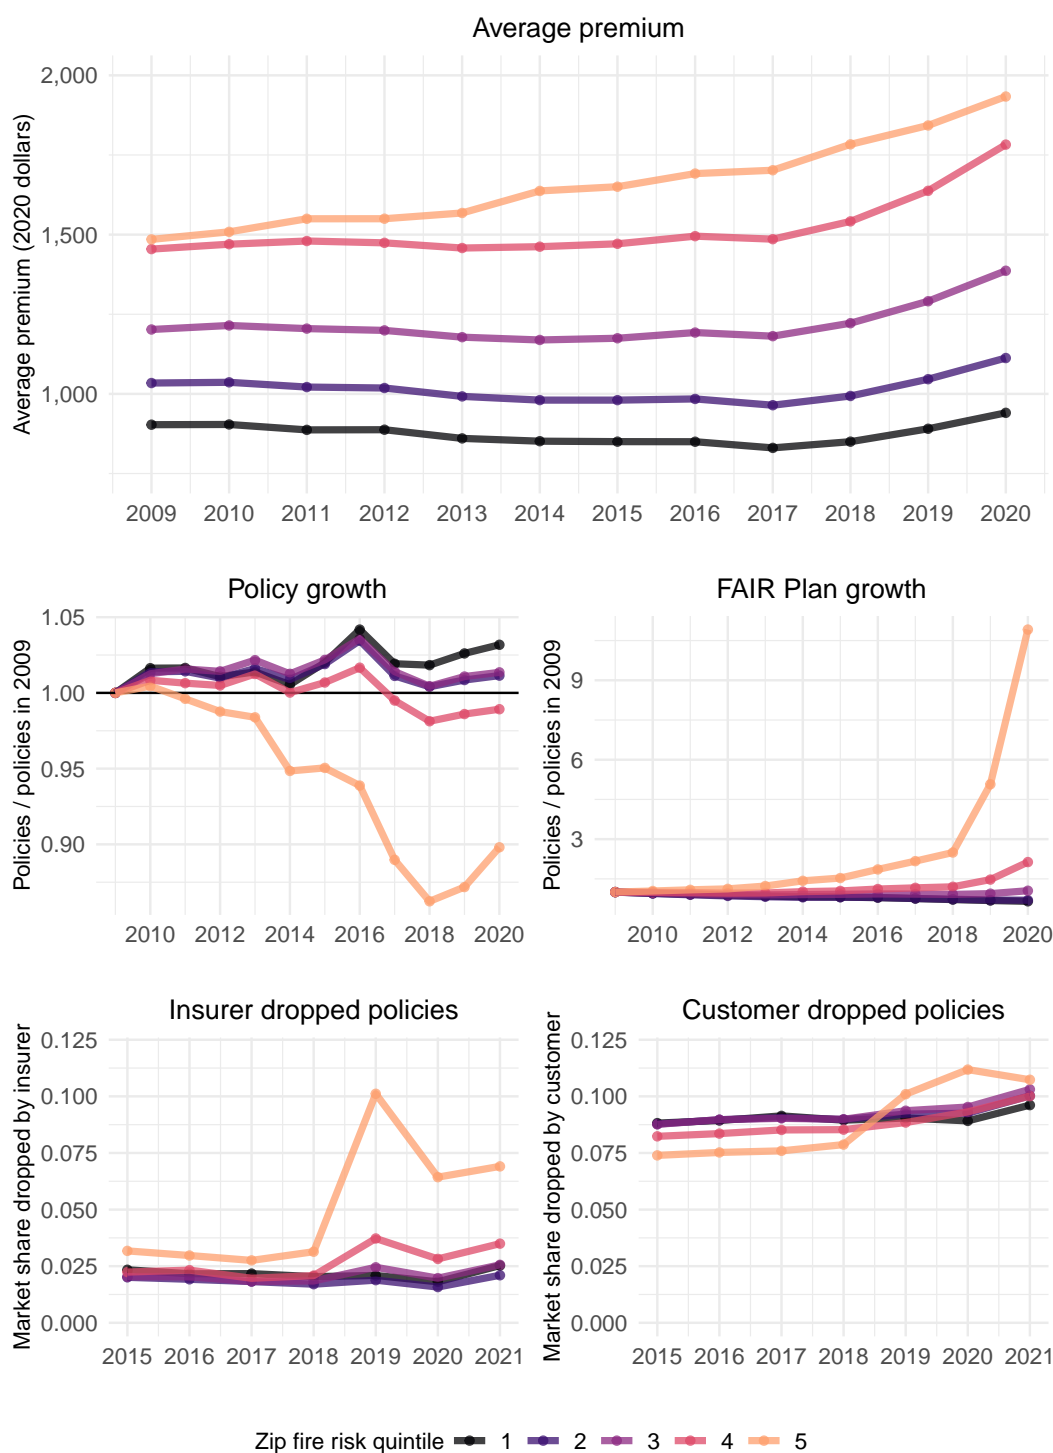 Average premium
Average premium (2020 dollars)
2,000
1,500
1,000
2009 2010 2011 2012 2013 2014 2015 2016 2017 2018 2019 2020
Policy growth
Policies / policies in 2009
1.05
1.00
0.95
0.90
2010 2012 2014 2016 2018 2020
FAIR Plan growth
Policies / policies in 2009
9
6
3
2010 2012 2014 2016 2018 2020
Insurer dropped policies
Market share dropped by insurer
0.125
0.100
0.075
0.050
0.025
0.000
2015 2016 2017 2018 2019 2020 2021
Customer dropped policies
Market share dropped by customer
0.125
0.100
0.075
0.050
0.025
0.000
2015 2016 2017 2018 2019 2020 2021
Zip fire risk quintile 1 2 3 4 5